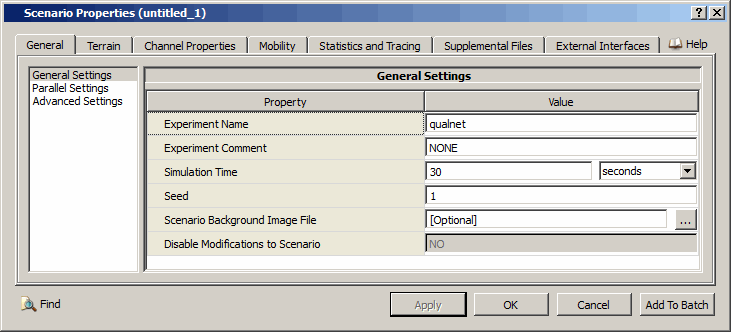 Scenario Properties (untitled_1)
?
General Terrain Channel Properties Mobility Statistics and Tracing Supplemental Files External Interfaces Help
General Settings
Parallel Settings
Advanced Settings
General Settings
Property Value
Experiment Name qualnet
Experiment Comment NONE
Simulation Time 30 seconds
Seed 1
Scenario Background Image File [Optional] ...
Disable Modifications to Scenario NO
Find Apply OK Cancel Add To Batch